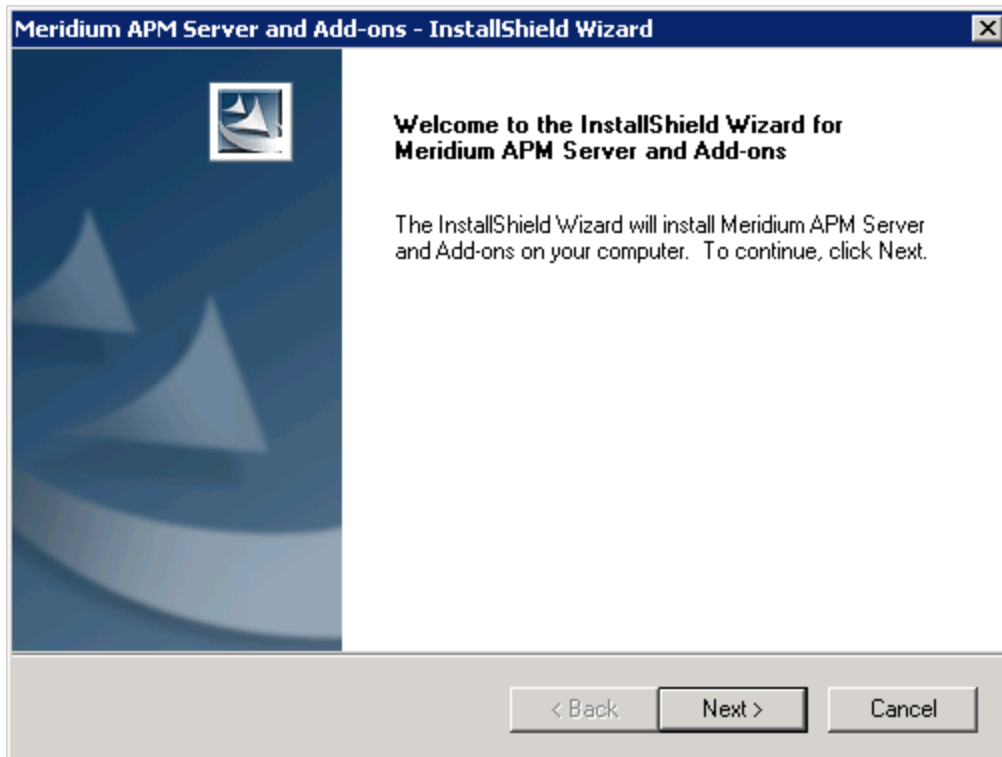 Meridium APM Server and Add-ons - InstallShield Wizard
Welcome to the InstallShield Wizard for
Meridium APM Server and Add-ons
The InstallShield Wizard will install Meridium APM Server
and Add-ons on your computer. To continue, click Next.
< Back
Next >
Cancel